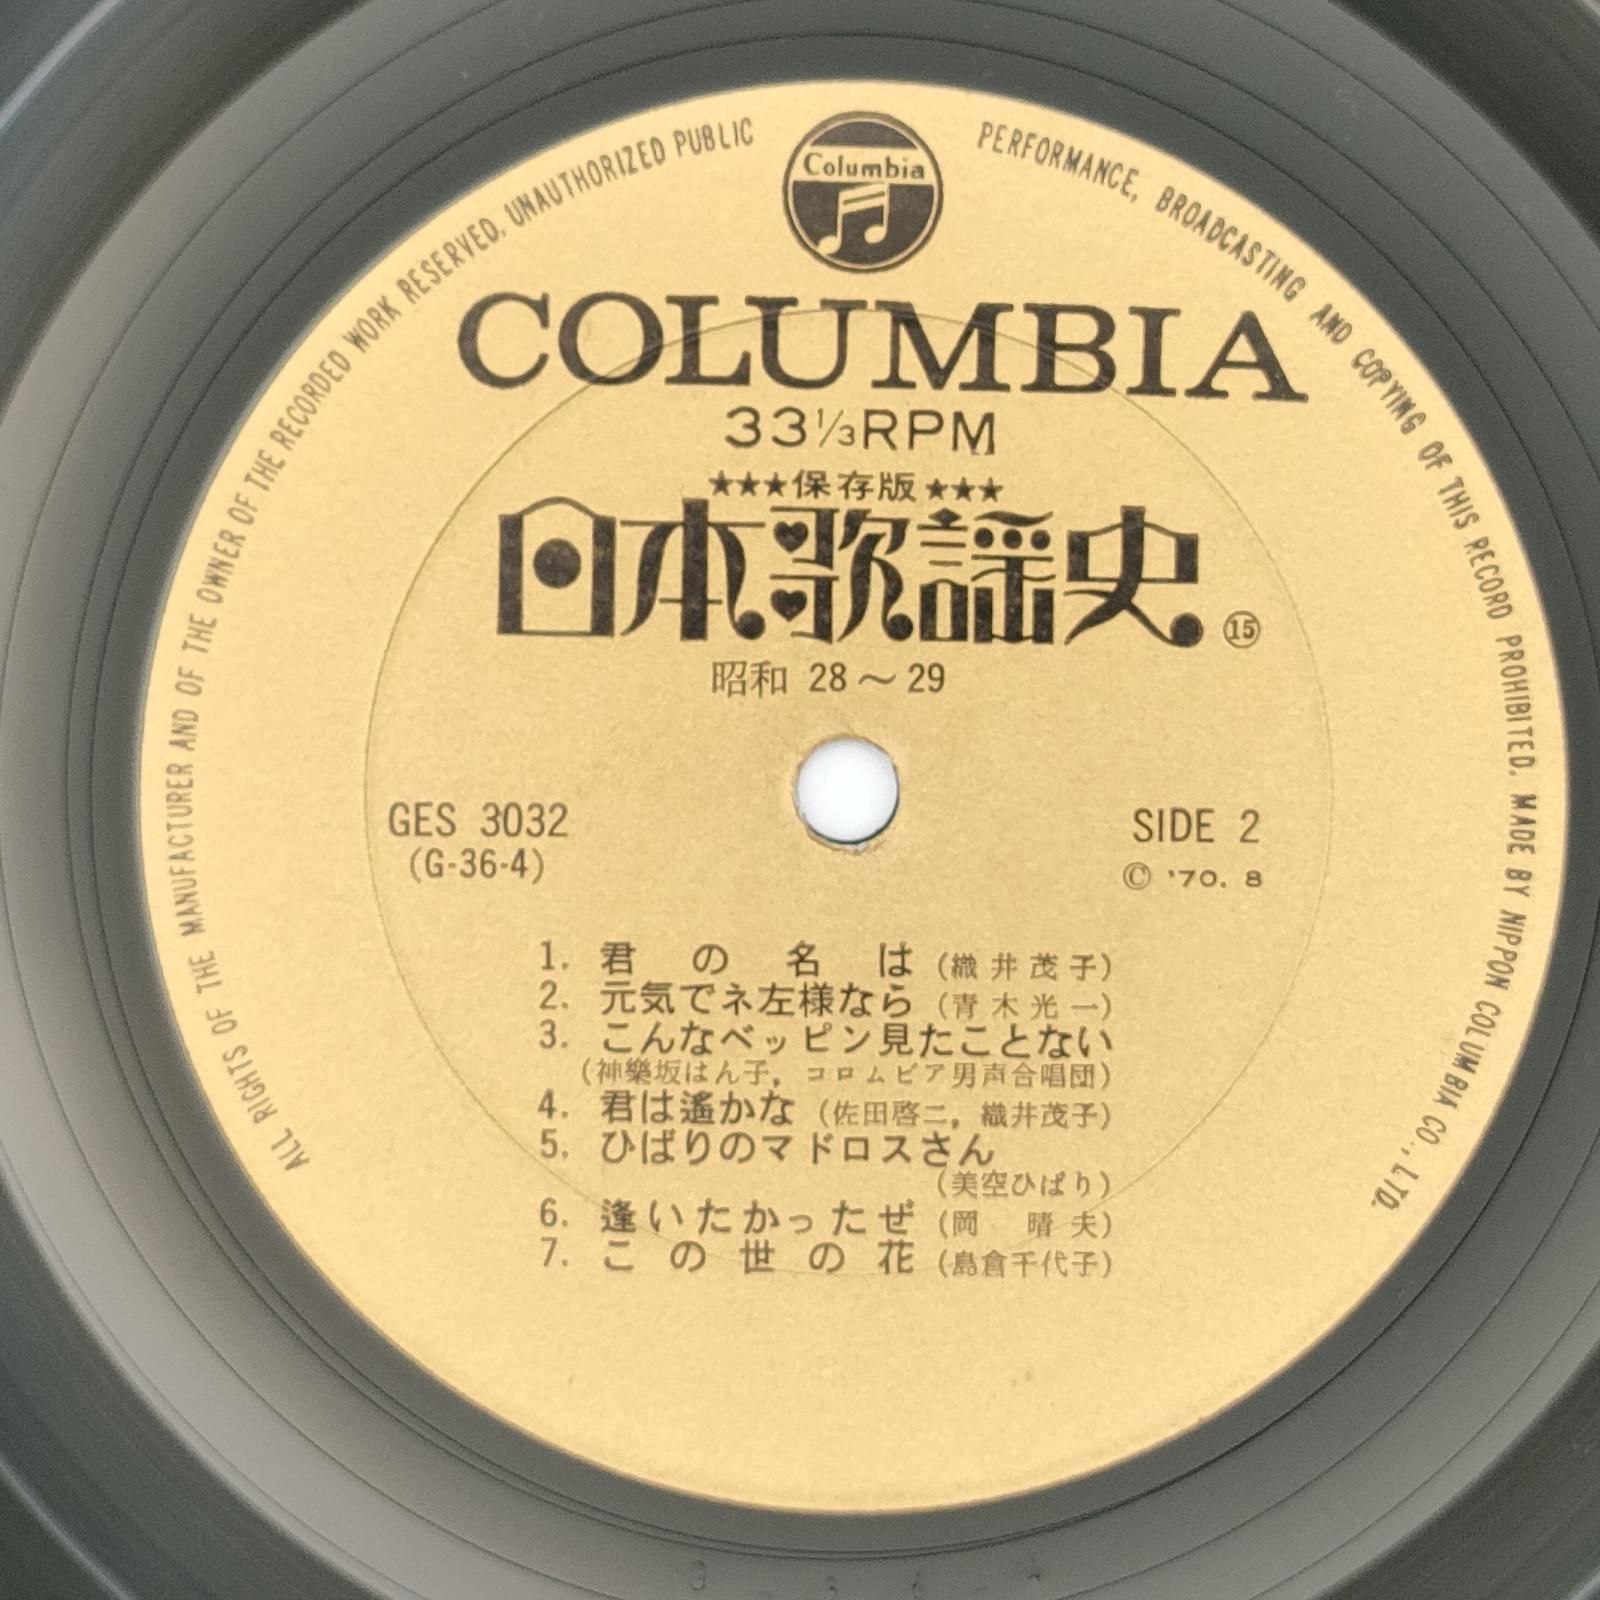 ALL RIGHTS OF THE MANUFACTURER AND OF THE OWNER OF THE RECORDED WORK RESERVED. UNAUTHORIZED PUBLIC PERFORMANCE, BROADCASTING AND COPYING OF THIS RECORD PROHIBITED. MADE BY NIPPON COLUMBIA CO., LTD.
Columbia
COLUMBIA
33⅓RPM
★★★保存版★★★
日本歌謡史⑮
昭和 28〜29
GES 3032
(G-36-4)
SIDE 2
© '70. 8
1. 君の名は (織井茂子)
2. 元気でネ左様なら (青木光一)
3. こんなベッピン見たことない
(神樂坂はん子, コロムビア男声合唱団)
4. 君は遙かな (佐田啓二, 織井茂子)
5. ひばりのマドロスさん
(美空ひばり)
6. 逢いたかったぜ (岡 晴夫)
7. この世の花 (島倉千代子)